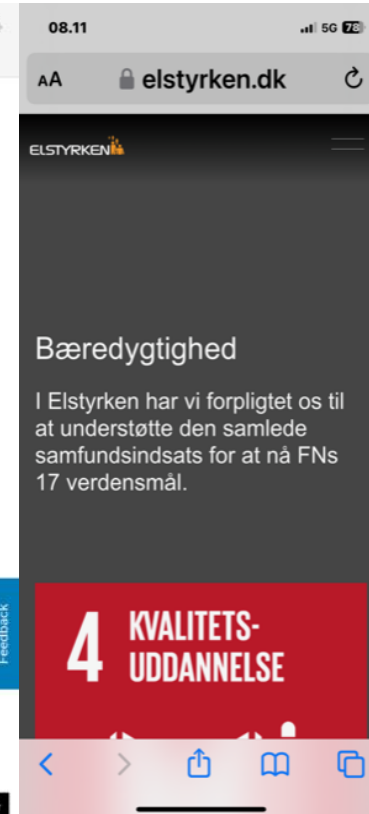 08.11
5G 78
AA elstyrken.dk
ELSTYRKEN
Bæredygtighed
I Elstyrken har vi forpligtet os til
at understøtte den samlede
samfundsindsats for at nå FNs
17 verdensmål.
Feedback
4 KVALITETS-
UDDANNELSE